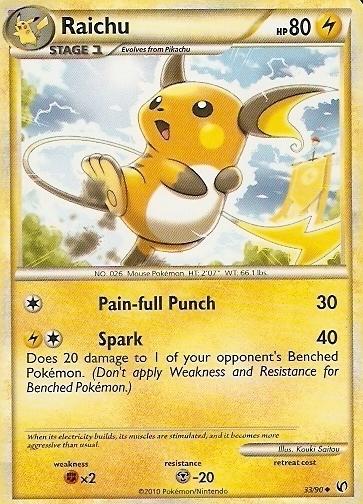 Raichu
HP 80
STAGE 1
Evolves from Pikachu
NO. 026 Mouse Pokémon HT: 2'07" WT: 66.1 lbs.
Pain-full Punch 30
Spark 40
Does 20 damage to 1 of your opponent's Benched
Pokémon. (Don't apply Weakness and Resistance for
Benched Pokémon.)
Illus. Kouki Saitou
When its electricity builds, its muscles are stimulated, and it becomes more
aggressive than usual.
weakness resistance retreat cost
×2 -20
©2010 Pokémon/Nintendo 33/90